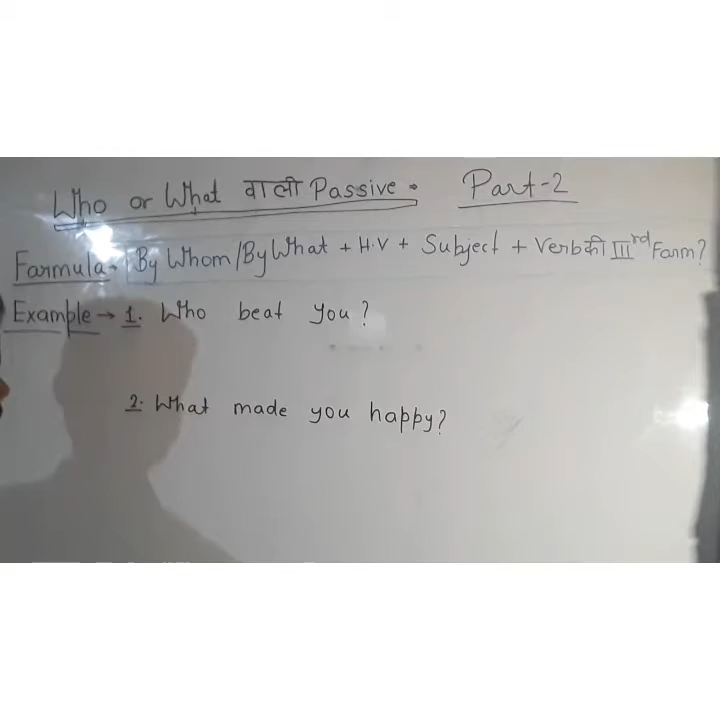 Who or What वाली Passive. Part-2
Formula- By Whom/By What + H.V + Subject + Verb की III rd Form?
Example → 1. Who beat you?
2. What made you happy?